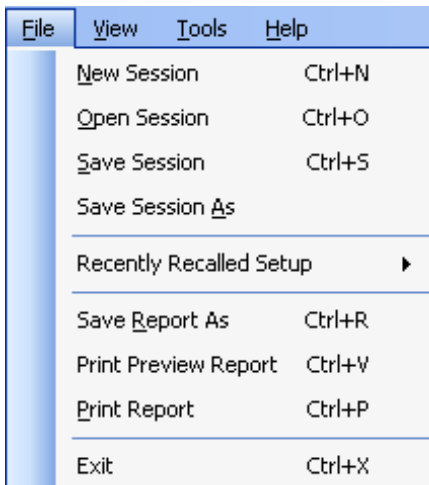 File View Tools Help
New Session Ctrl+N
Open Session Ctrl+O
Save Session Ctrl+S
Save Session As
Recently Recalled Setup
Save Report As Ctrl+R
Print Preview Report Ctrl+V
Print Report Ctrl+P
Exit Ctrl+X